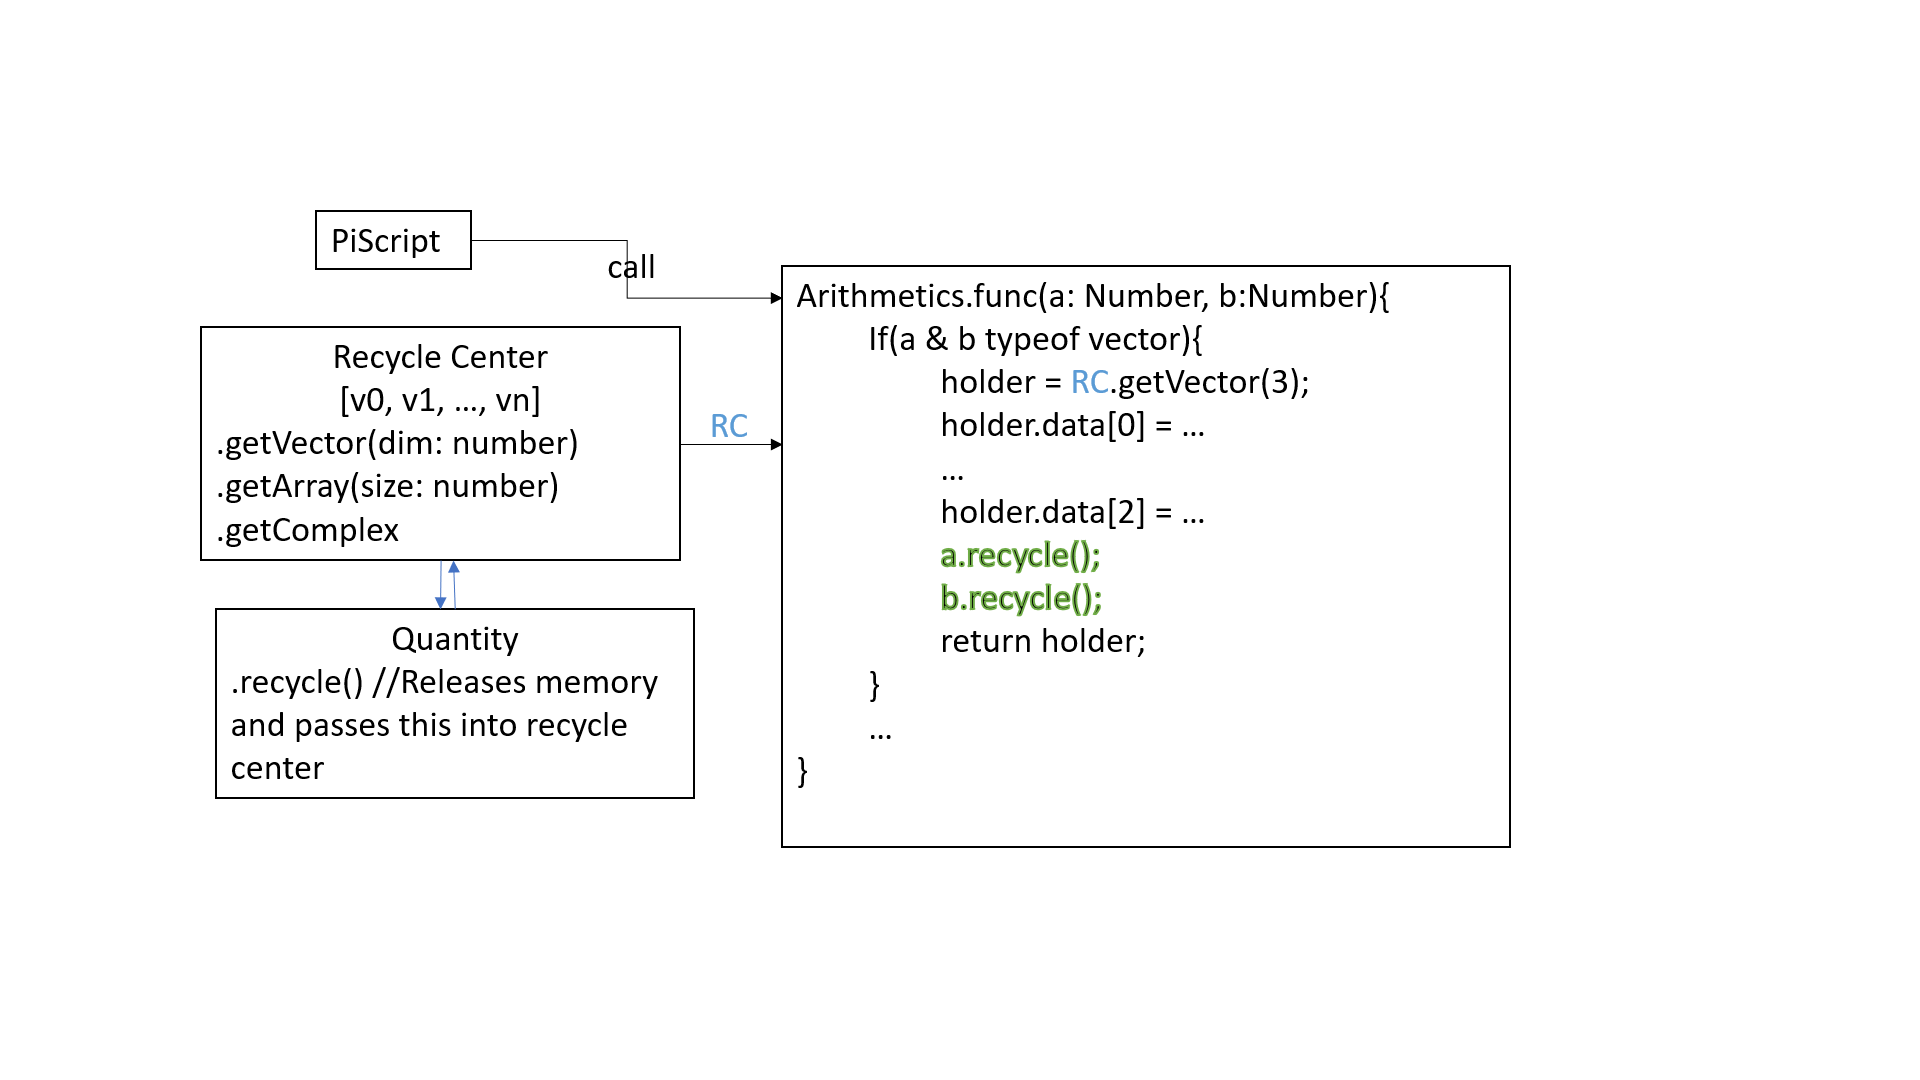 PiScript
call
Recycle Center
[v0, v1, …, vn]
.getVector(dim: number)
.getArray(size: number)
.getComplex
RC
Quantity
.recycle() //Releases memory
and passes this into recycle
center
Arithmetics.func(a: Number, b:Number){
If(a & b typeof vector){
holder = RC.getVector(3);
holder.data[0] = …
…
holder.data[2] = …
a.recycle();
b.recycle();
return holder;
}
…
}